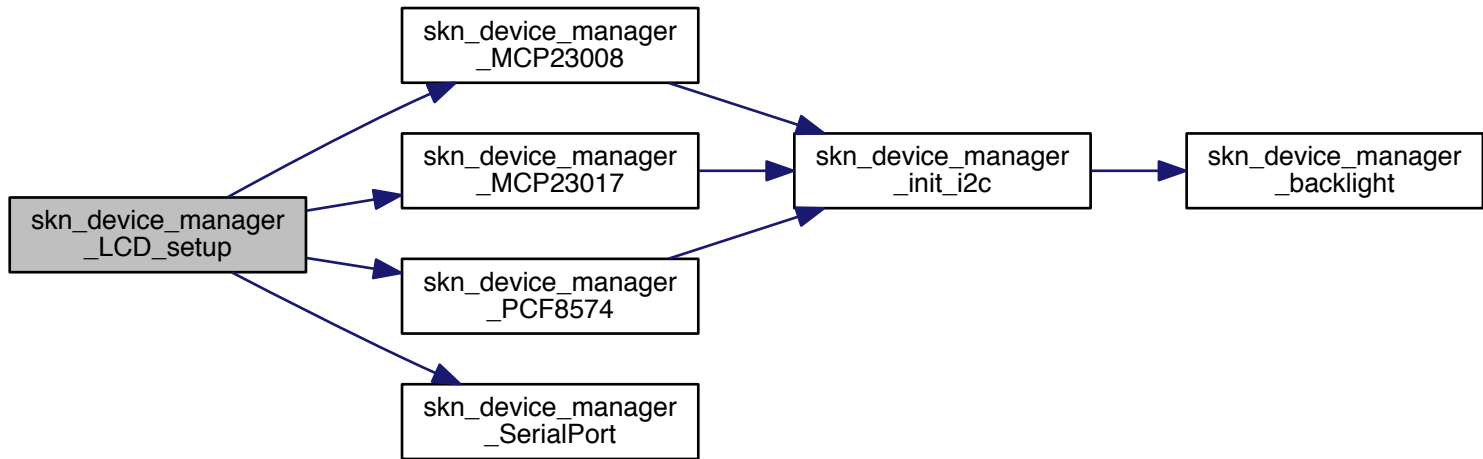 skn_device_manager
_LCD_setup
skn_device_manager
_MCP23008
skn_device_manager
_MCP23017
skn_device_manager
_PCF8574
skn_device_manager
_SerialPort
skn_device_manager
_init_i2c
skn_device_manager
_backlight